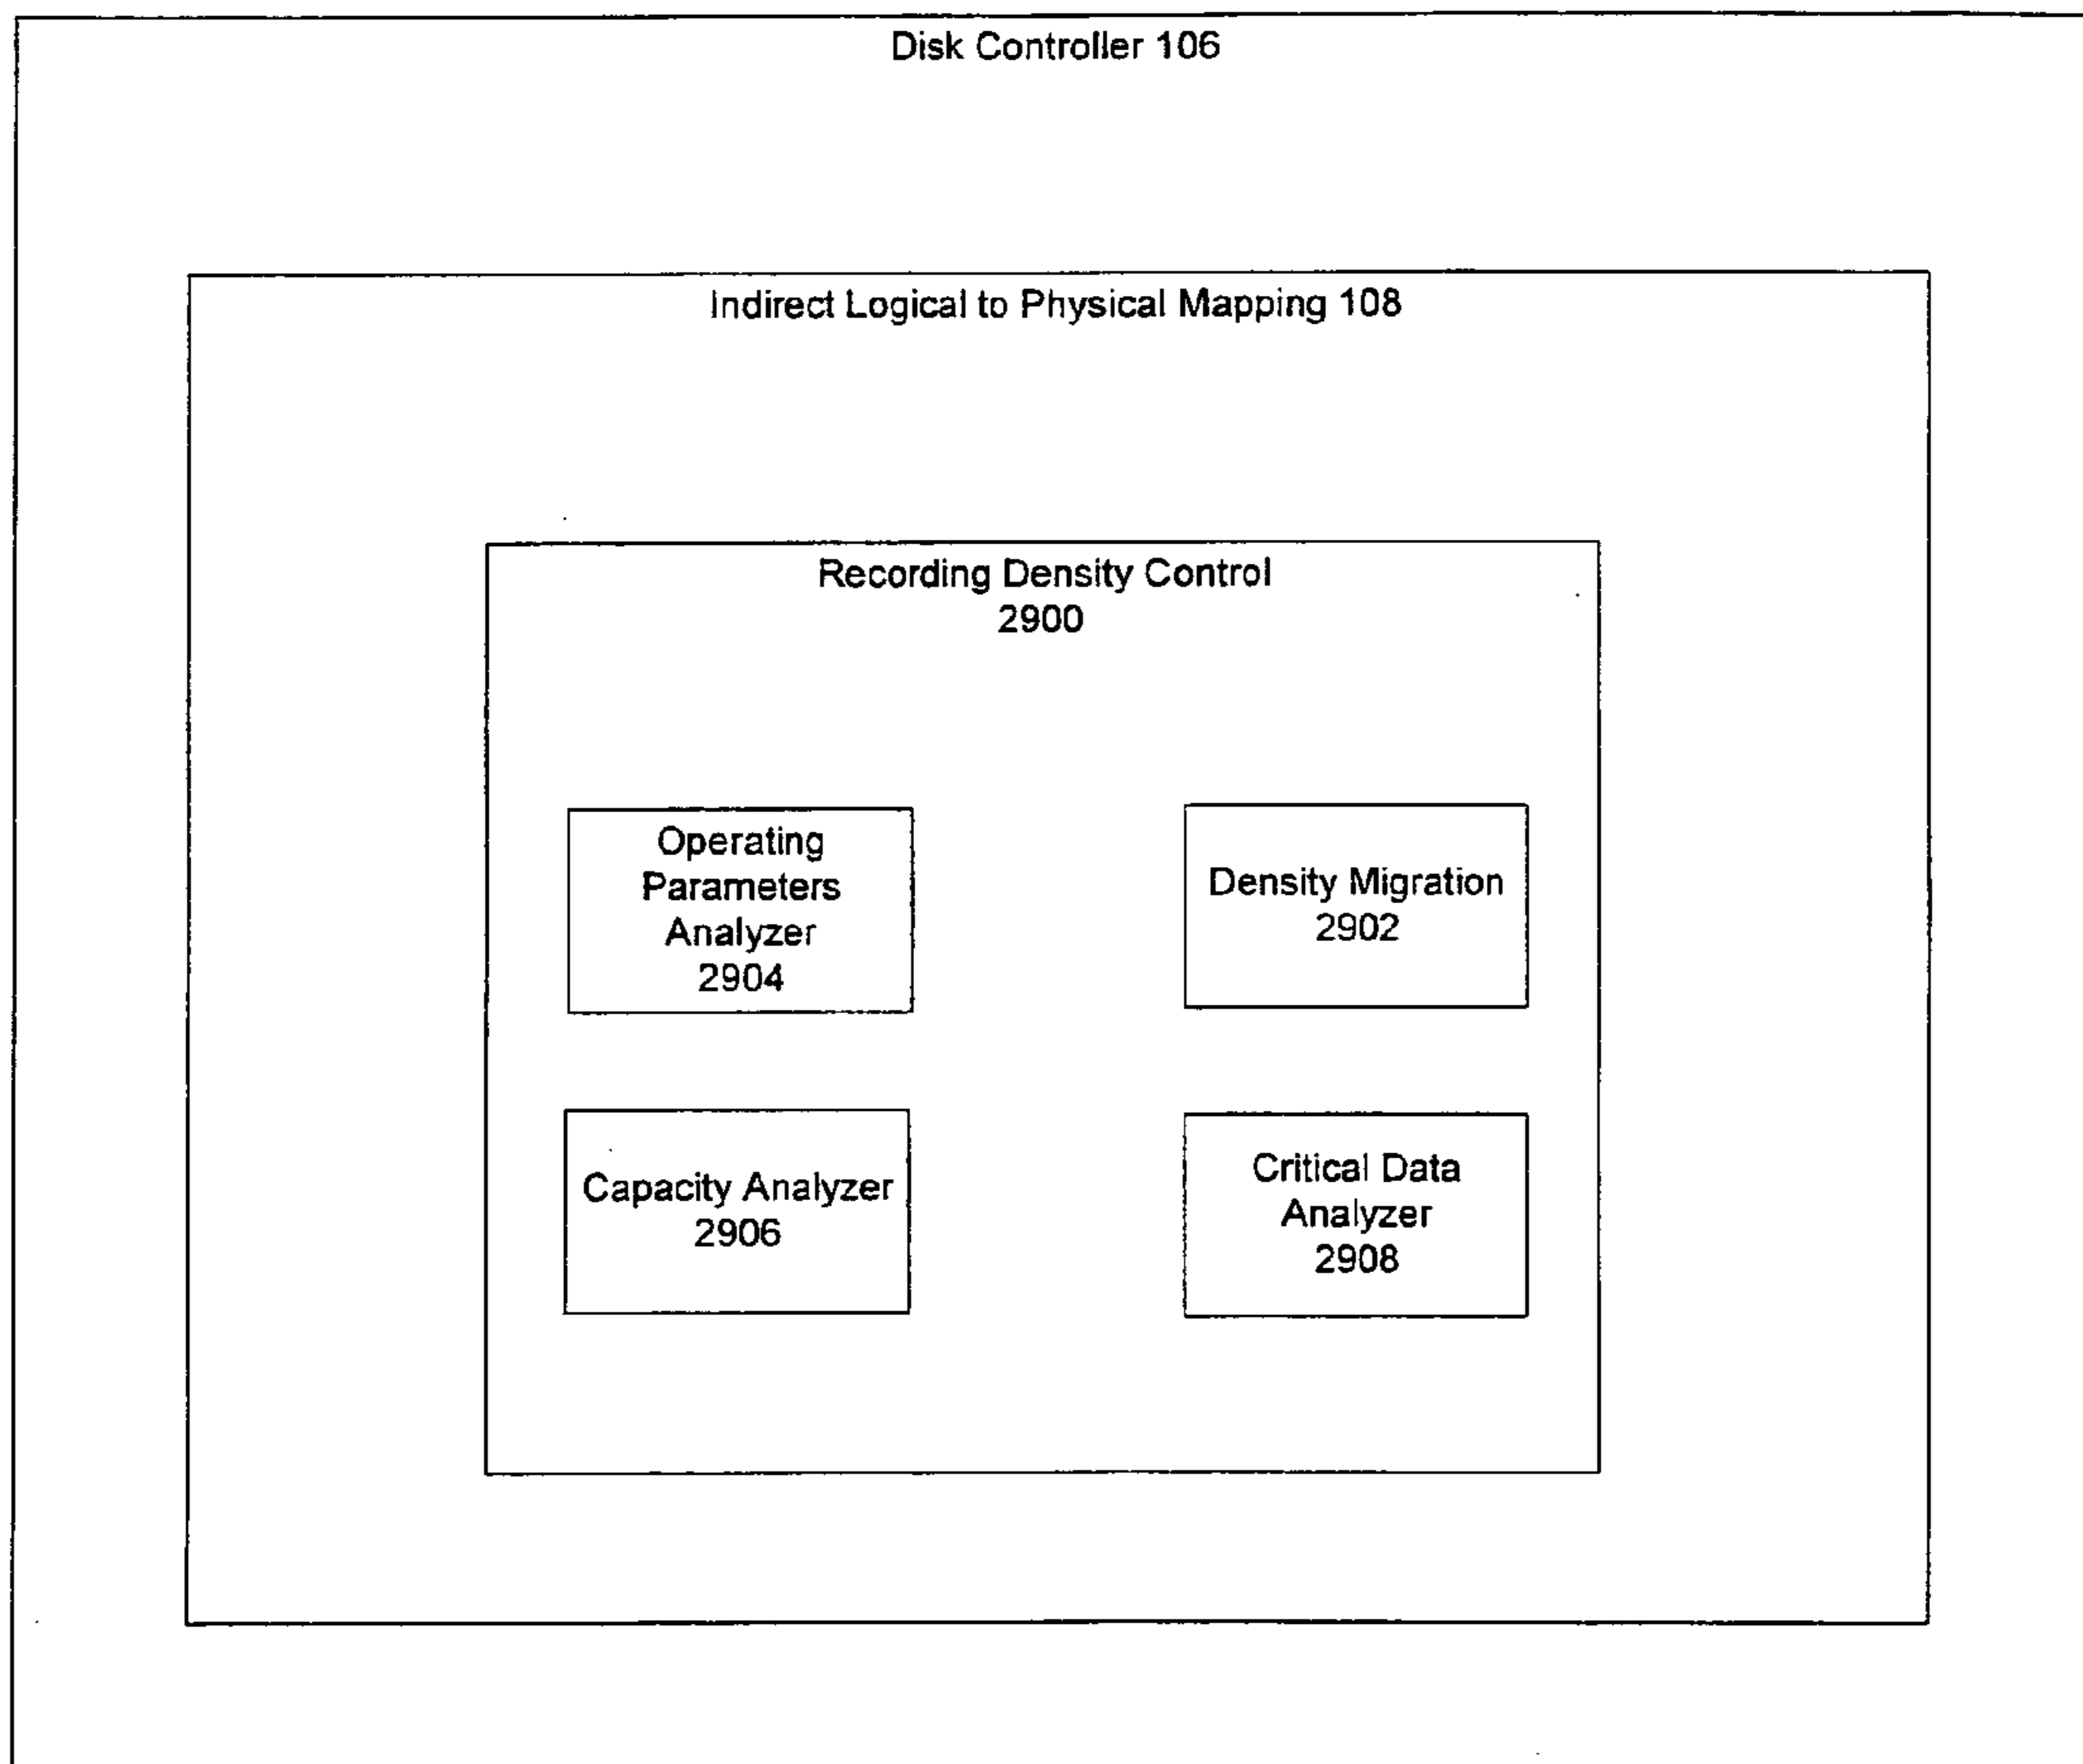 Disk Controller 106
Indirect Logical to Physical Mapping 108
Recording Density Control
2900
Operating
Parameters
Analyzer
2904
Density Migration
2902
Capacity Analyzer
2906
Critical Data
Analyzer
2908